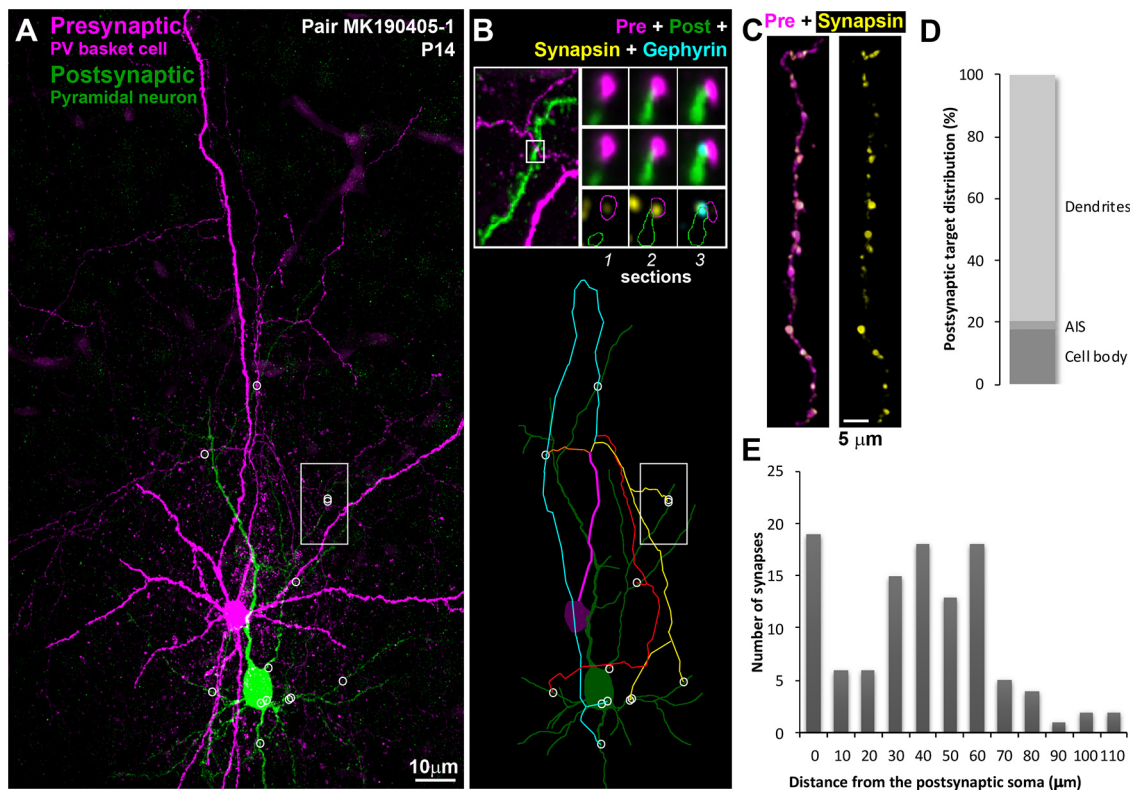 A
Presynaptic
PV basket cell
Postsynaptic
Pyramidal neuron
Pair MK190405-1
P14
10μm
B
Pre + Post +
Synapsin + Gephyrin
1 2 3
sections
C
Pre + Synapsin
5 μm
D
Postsynaptic target distribution (%)
100
80
60
40
20
0
Dendrites
AIS
Cell body
E
Number of synapses
25
20
15
10
5
0
0 10 20 30 40 50 60 70 80 90 100 110
Distance from the postsynaptic soma (μm)